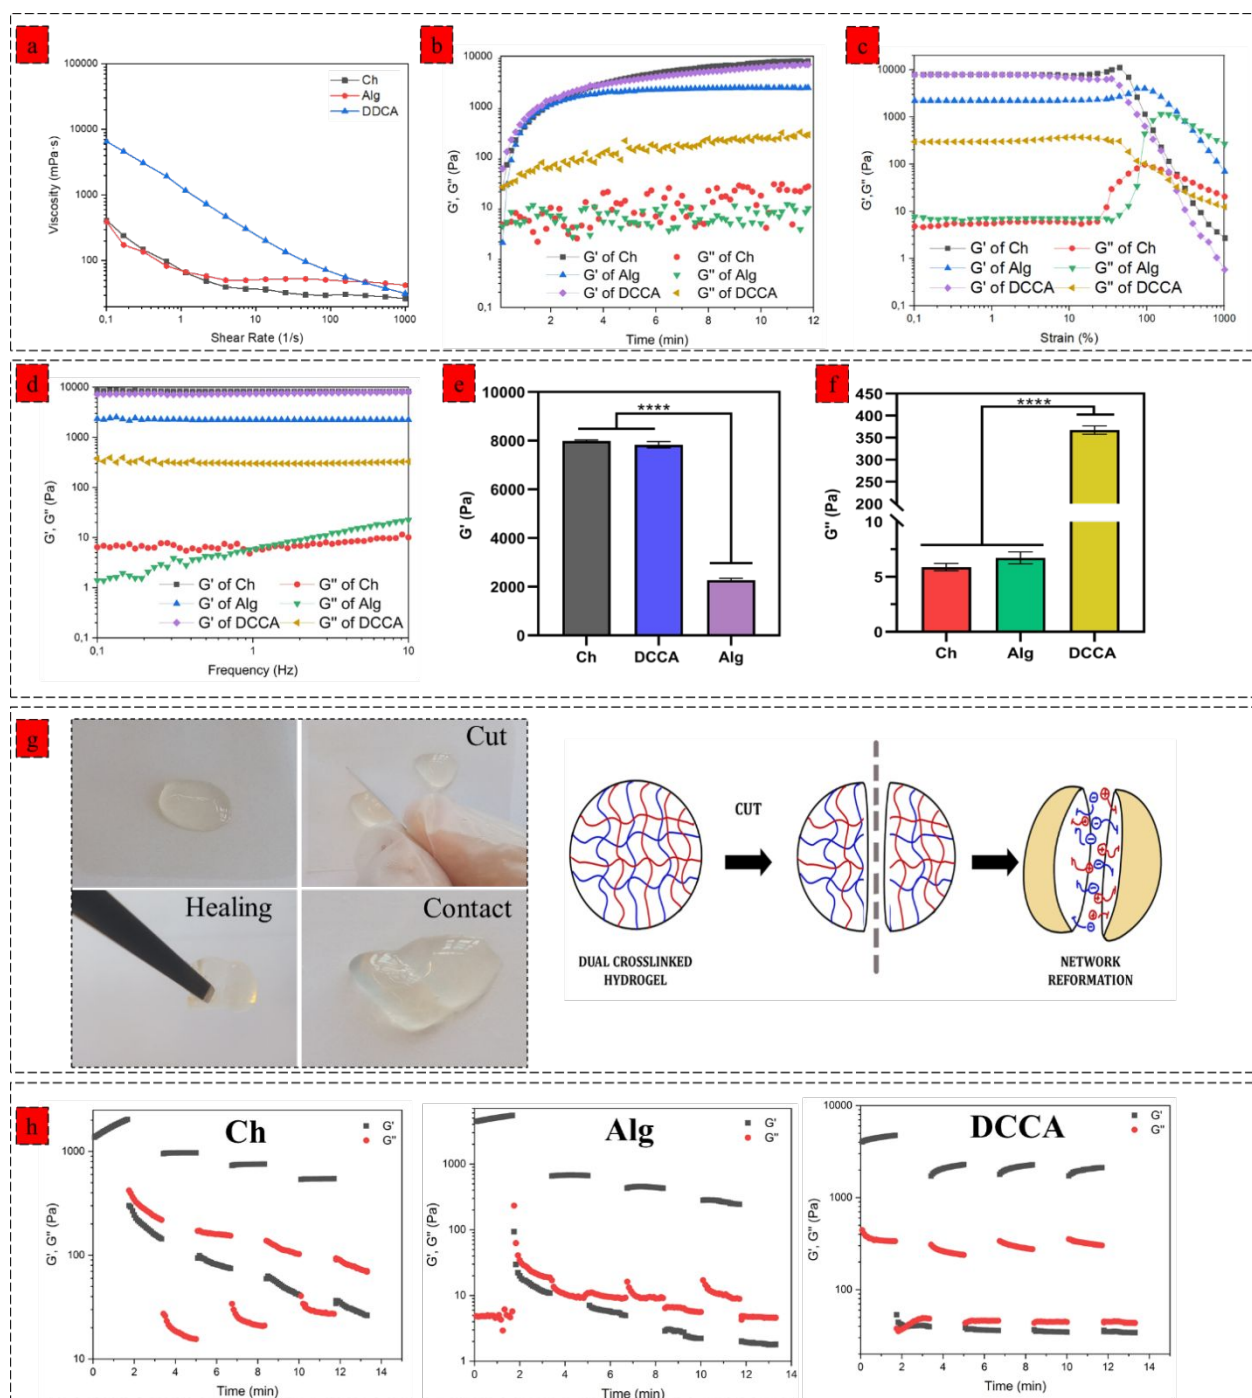 a
100000
10000
1000
100
Viscosity (mPa·s)
Ch
Alg
DDCA
0,1 1 10 100 1000
Shear Rate (1/s)
b
10000
1000
100
10
1
0,1
G', G'' (Pa)
G' of Ch G'' of Ch
G' of Alg G'' of Alg
G' of DCCA G'' of DCCA
2 4 6 8 10 12
Time (min)
c
10000
1000
100
10
1
0,1
G', G'' (Pa)
G' of Ch G'' of Ch
G' of Alg G'' of Alg
G' of DCCA G'' of DCCA
0,1 1 10 100 1000
Strain (%)
d
10000
1000
100
10
1
0,1
G', G'' (Pa)
G' of Ch G'' of Ch
G' of Alg G'' of Alg
G' of DCCA G'' of DCCA
0,1 1 10
Frequency (Hz)
e
10000
8000
6000
4000
2000
0
G' (Pa)
****
Ch DCCA Alg
f
450
400
350
300
250
200
10
5
0
G'' (Pa)
****
Ch Alg DCCA
g
Cut
Healing
Contact
CUT
DUAL CROSSLINKED
HYDROGEL
NETWORK
REFORMATION
h
Ch
G'
G''
1000
100
10
G', G'' (Pa)
0 2 4 6 8 10 12 14
Time (min)
Alg
G'
G''
1000
100
10
1
G', G'' (Pa)
0 2 4 6 8 10 12 14
Time (min)
DCCA
G'
G''
10000
1000
100
G', G'' (Pa)
0 2 4 6 8 10 12 14
Time (min)